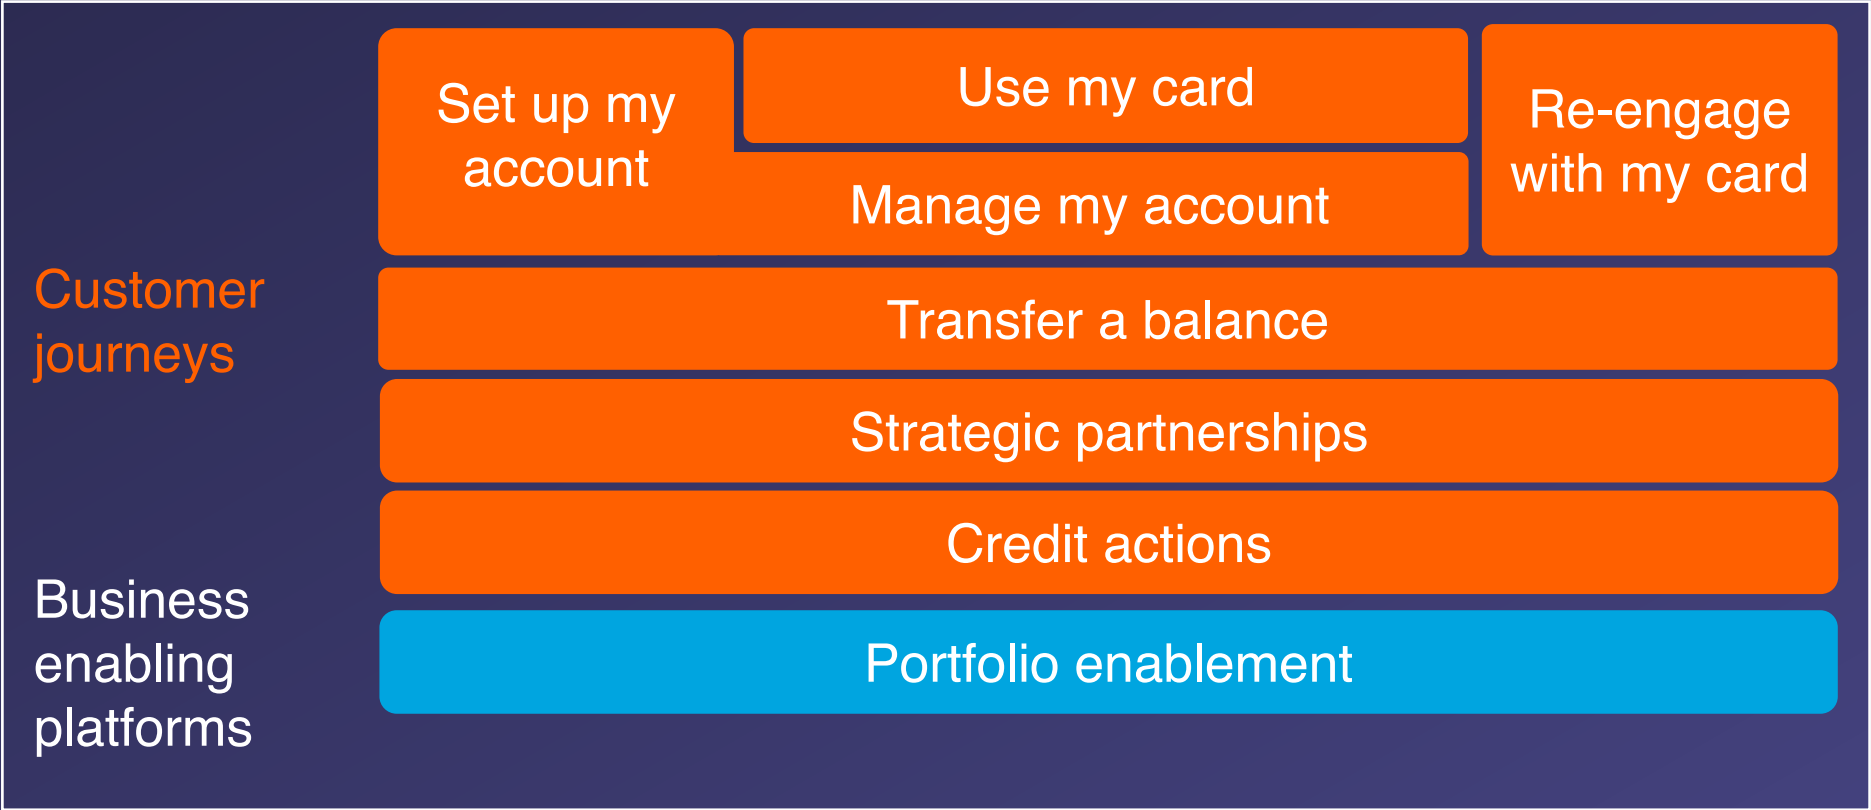 Set up my
account
Use my card
Re-engage
with my card
Manage my account
Customer
journeys
Transfer a balance
Strategic partnerships
Credit actions
Business
enabling
platforms
Portfolio enablement